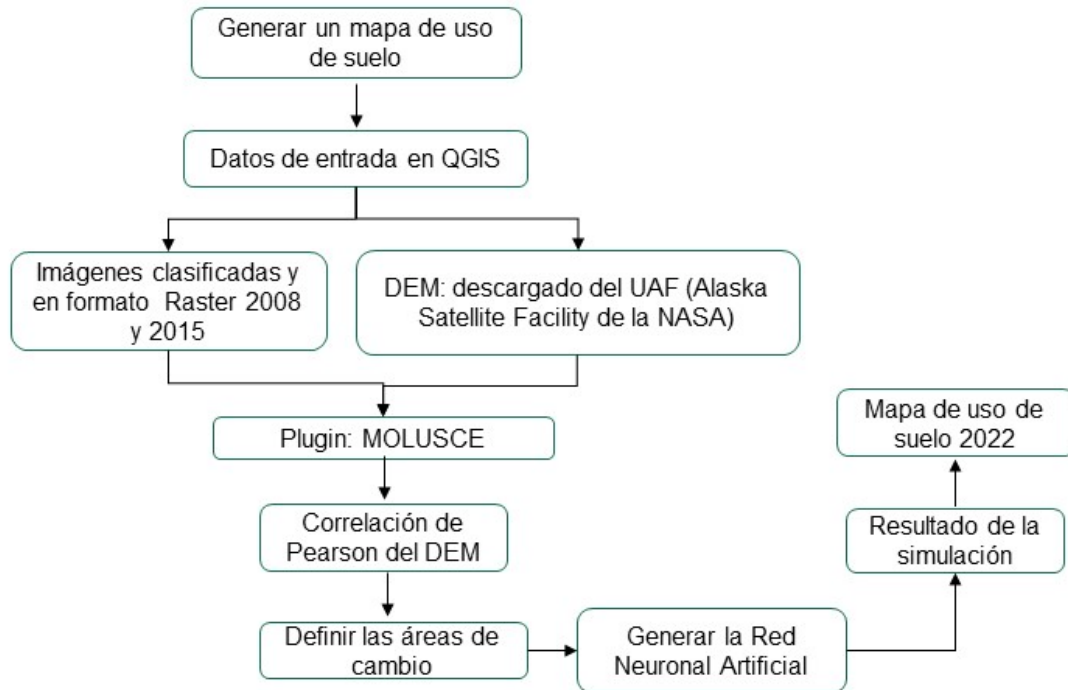 Generar un mapa de uso
de suelo
Datos de entrada en QGIS
Imágenes clasificadas y
en formato Raster 2008
y 2015
DEM: descargado del UAF (Alaska
Satellite Facility de la NASA)
Plugin: MOLUSCE
Correlación de
Pearson del DEM
Definir las áreas de
cambio
Generar la Red
Neuronal Artificial
Resultado de la
simulación
Mapa de uso de
suelo 2022